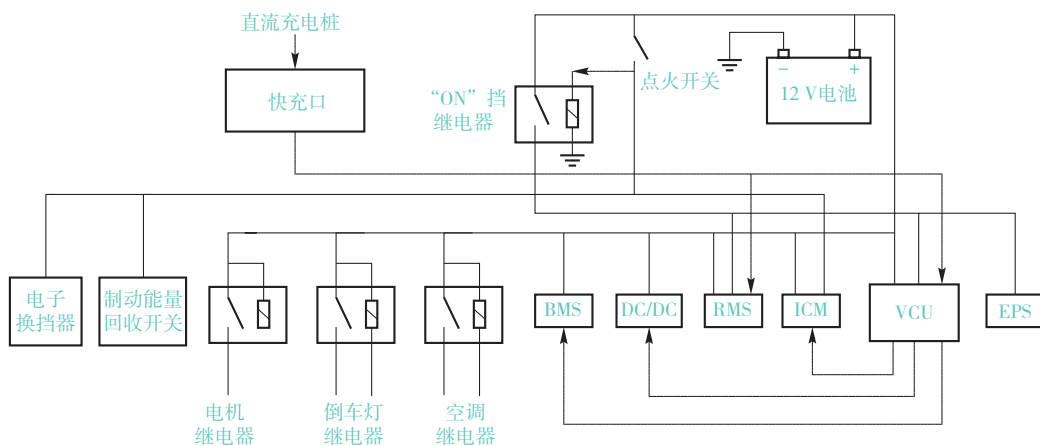 直流充电桩
快充口
“ON”挡
继电器
点火开关
− +
12 V电池
电子
换挡器
制动能量
回收开关
BMS
DC/DC
RMS
ICM
VCU
EPS
电机
继电器
倒车灯
继电器
空调
继电器